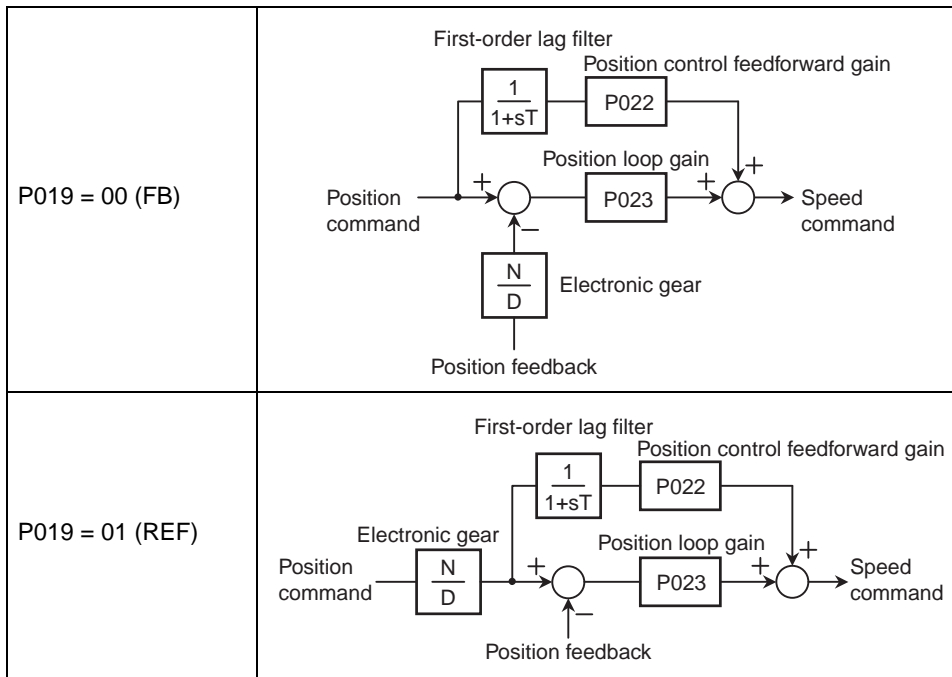 P019 = 00 (FB)
First-order lag filter
Position control feedforward gain
1
1+sT
P022
+
Position loop gain
Position
command
+
P023
+
Speed
command
−
N
D
Electronic gear
Position feedback
P019 = 01 (REF)
First-order lag filter
Position control feedforward gain
1
1+sT
P022
Electronic gear
+
Position loop gain
Position
command
N
D
+
P023
+
Speed
command
−
Position feedback